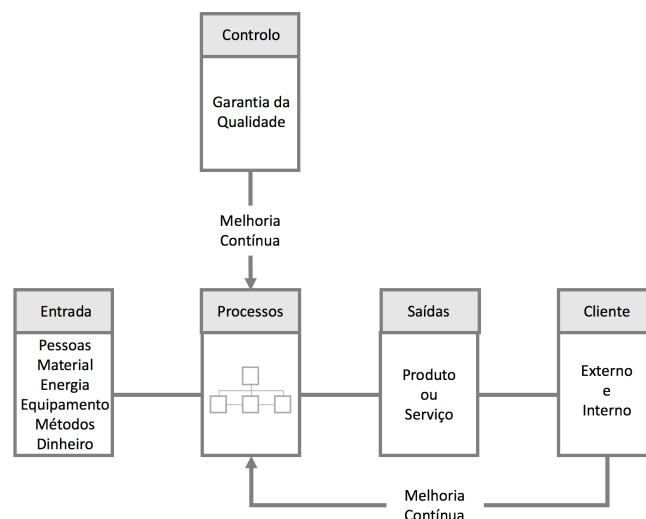 Controlo
Garantia da
Qualidade
Melhoria
Contínua
Entrada
Pessoas
Material
Energia
Equipamento
Métodos
Dinheiro
Processos
Saídas
Produto
ou
Serviço
Cliente
Externo
e
Interno
Melhoria
Contínua